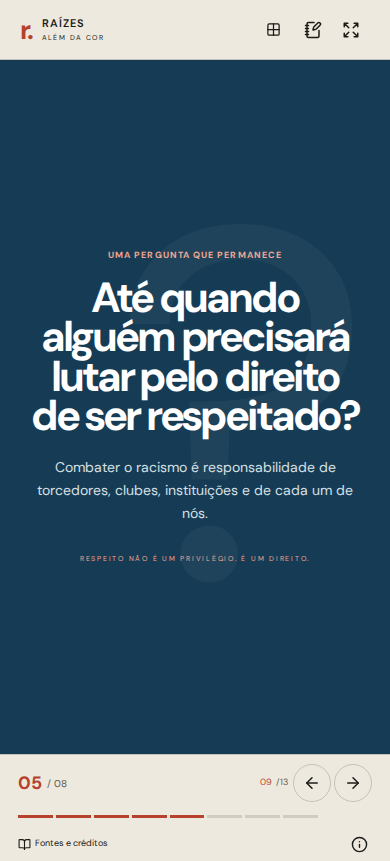 r. RAÍZES
ALÉM DA COR
?
UMA PERGUNTA QUE PERMANECE
Até quando
alguém precisará
lutar pelo direito
de ser respeitado?
Combater o racismo é responsabilidade de
torcedores, clubes, instituições e de cada um de
nós.
RESPEITO NÃO É UM PRIVILÉGIO. É UM DIREITO.
05 / 08
09 /13
Fontes e créditos